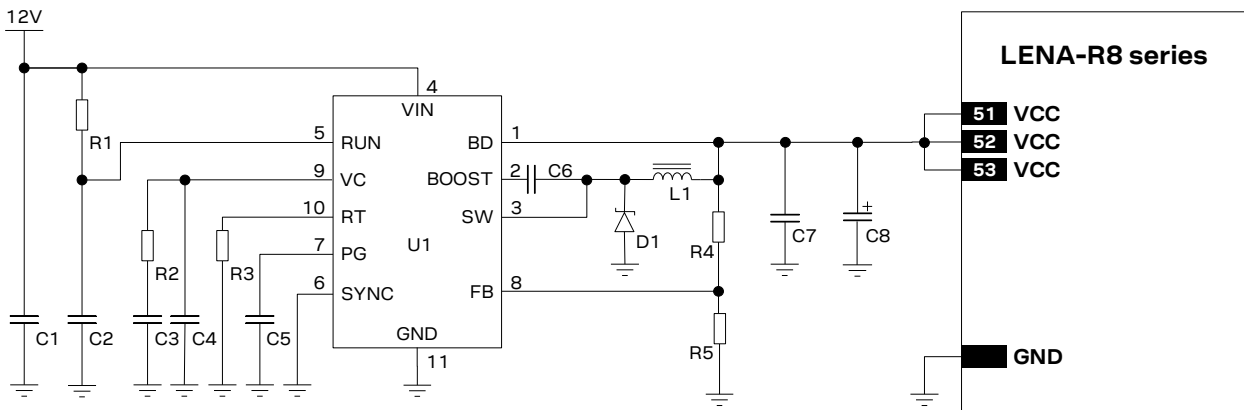 12V
LENA-R8 series
4
VIN
51 VCC
R1
5
RUN
BD
1
52 VCC
9
VC
BOOST
2
C6
53 VCC
L1
10
RT
SW
3
R2
R3
7
PG
U1
D1
R4
C7
+
C8
6
SYNC
FB
8
C1
C2
C3
C4
C5
GND
R5
11
GND